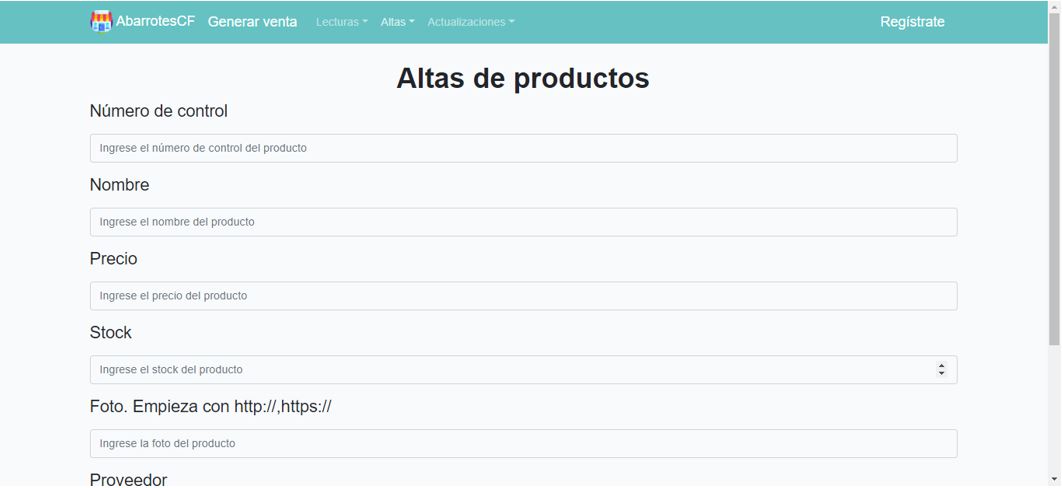 AbarrotesCF Generar venta Lecturas Altas Actualizaciones Regístrate
Altas de productos
Número de control
Ingrese el número de control del producto
Nombre
Ingrese el nombre del producto
Precio
Ingrese el precio del producto
Stock
Ingrese el stock del producto
Foto. Empieza con http://,https://
Ingrese la foto del producto
Proveedor